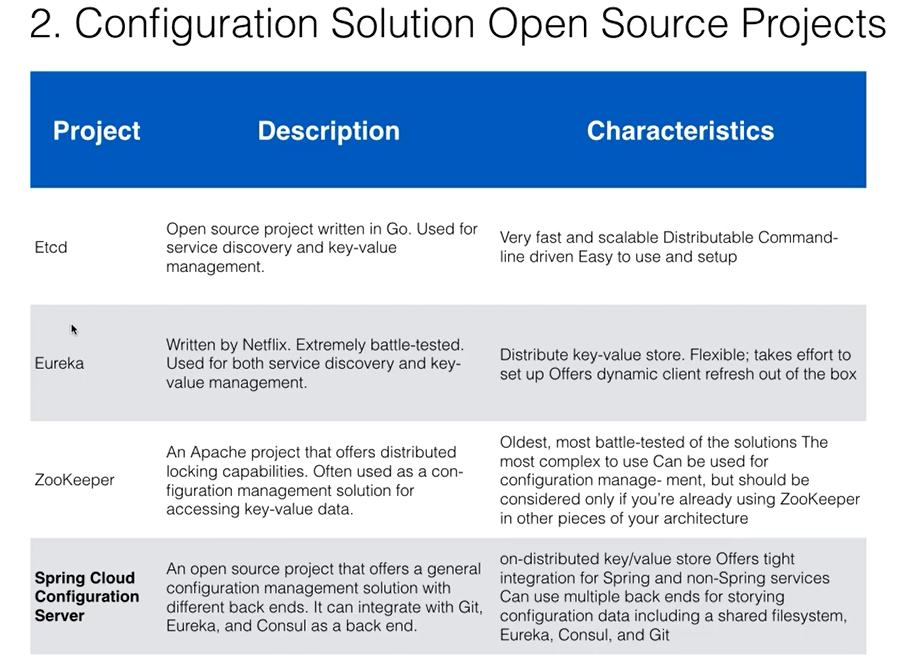 2. Configuration Solution Open Source Projects
Project Description Characteristics
Etcd
Open source project written in Go. Used for
service discovery and key-value
management.
Very fast and scalable Distributable Command-
line driven Easy to use and setup
Eureka
Written by Netflix. Extremely battle-tested.
Used for both service discovery and key-
value management.
Distribute key-value store. Flexible; takes effort to
set up Offers dynamic client refresh out of the box
ZooKeeper
An Apache project that offers distributed
locking capabilities. Often used as a con-
figuration management solution for
accessing key-value data.
Oldest, most battle-tested of the solutions The
most complex to use Can be used for
configuration manage- ment, but should be
considered only if you’re already using ZooKeeper
in other pieces of your architecture
Spring Cloud
Configuration
Server
An open source project that offers a general
configuration management solution with
different back ends. It can integrate with Git,
Eureka, and Consul as a back end.
on-distributed key/value store Offers tight
integration for Spring and non-Spring services
Can use multiple back ends for storying
configuration data including a shared filesystem,
Eureka, Consul, and Git